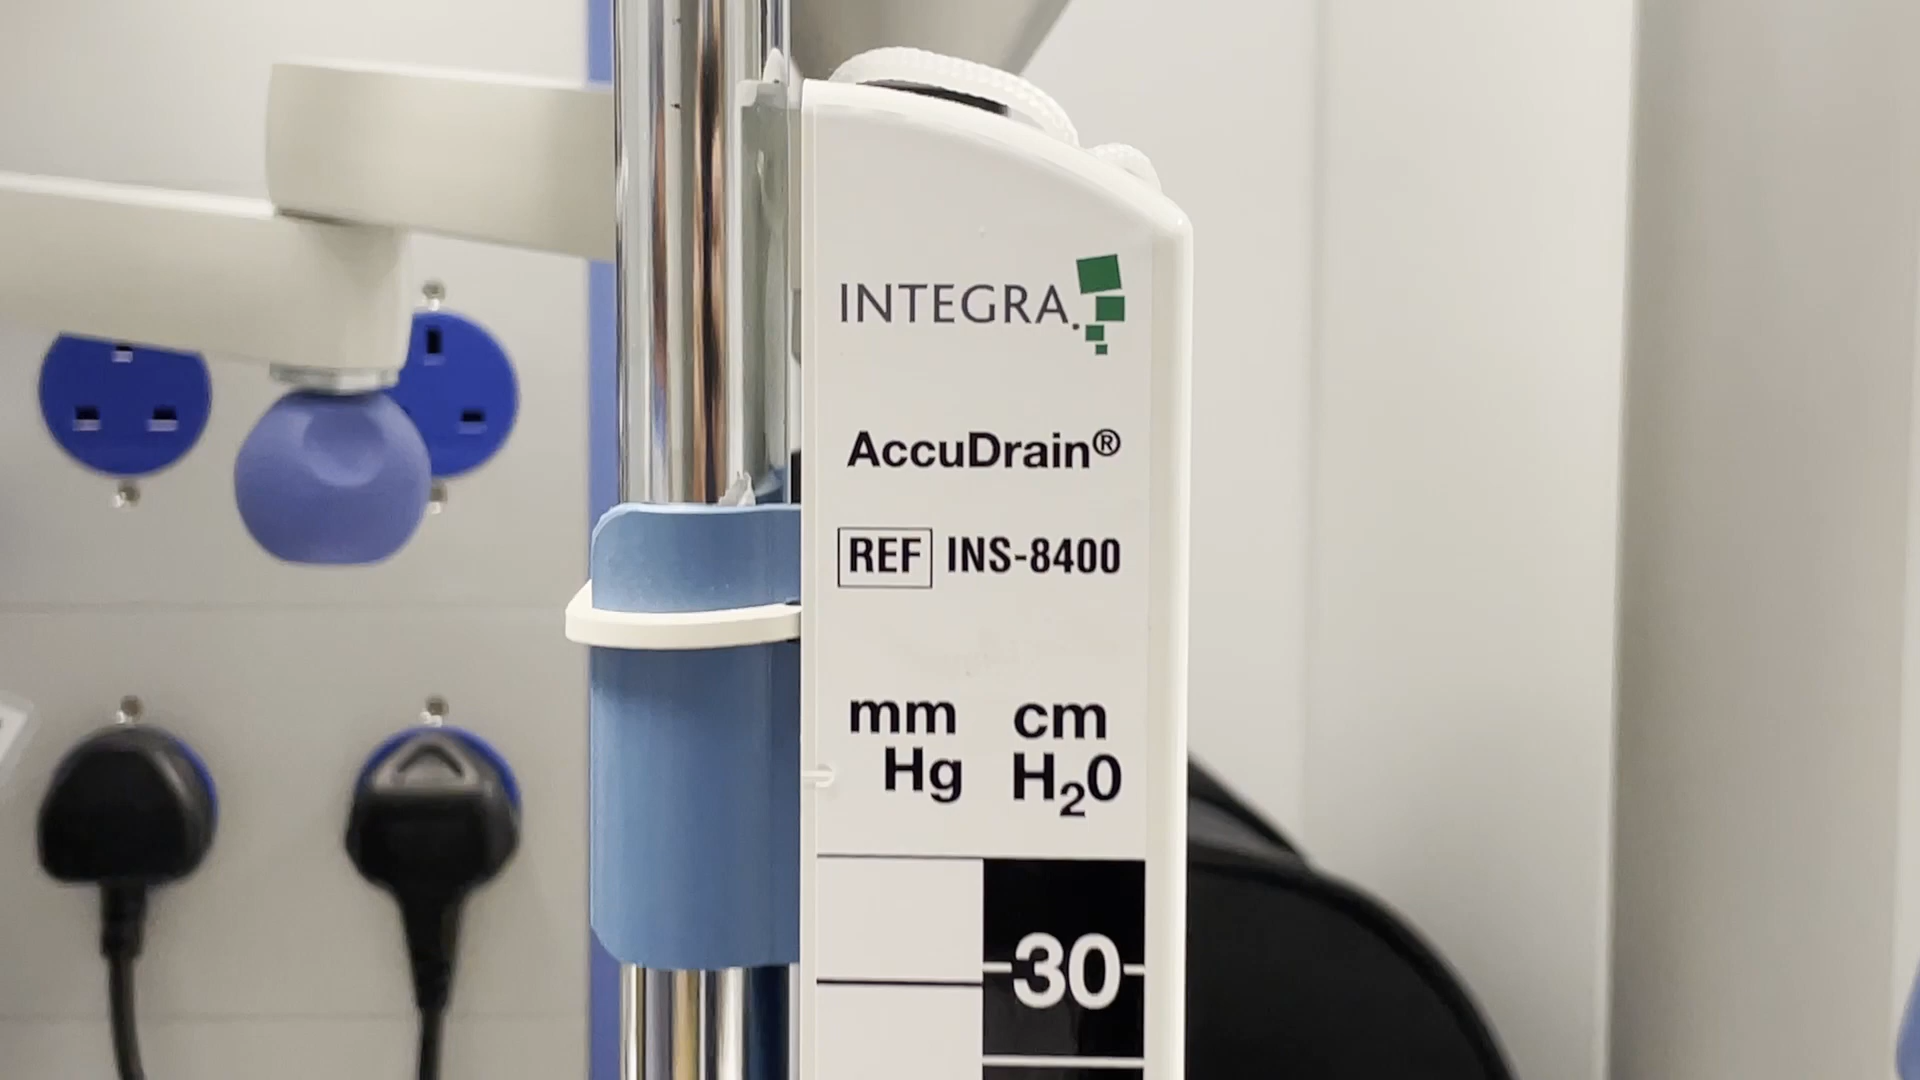 INTEGRA.
AccuDrain®
REF INS-8400
mm cm
Hg H₂0
30